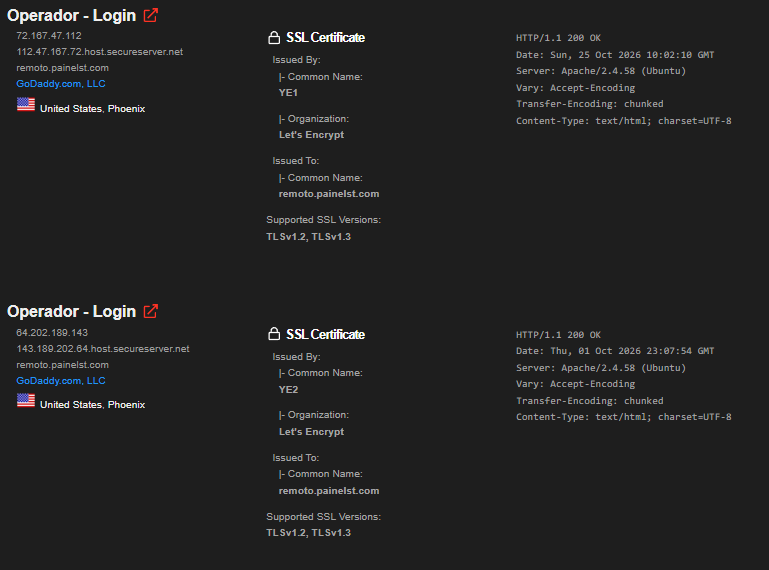 Operador - Login
72.167.47.112
112.47.167.72.host.secureserver.net
remoto.painelst.com
GoDaddy.com, LLC
United States, Phoenix
SSL Certificate
Issued By:
|- Common Name:
YE1
|- Organization:
Let's Encrypt
Issued To:
|- Common Name:
remoto.painelst.com
Supported SSL Versions:
TLSv1.2, TLSv1.3
HTTP/1.1 200 OK
Date: Sun, 25 Oct 2026 10:02:10 GMT
Server: Apache/2.4.58 (Ubuntu)
Vary: Accept-Encoding
Transfer-Encoding: chunked
Content-Type: text/html; charset=UTF-8
Operador - Login
64.202.189.143
143.189.202.64.host.secureserver.net
remoto.painelst.com
GoDaddy.com, LLC
United States, Phoenix
SSL Certificate
Issued By:
|- Common Name:
YE2
|- Organization:
Let's Encrypt
Issued To:
|- Common Name:
remoto.painelst.com
Supported SSL Versions:
TLSv1.2, TLSv1.3
HTTP/1.1 200 OK
Date: Thu, 01 Oct 2026 23:07:54 GMT
Server: Apache/2.4.58 (Ubuntu)
Vary: Accept-Encoding
Transfer-Encoding: chunked
Content-Type: text/html; charset=UTF-8